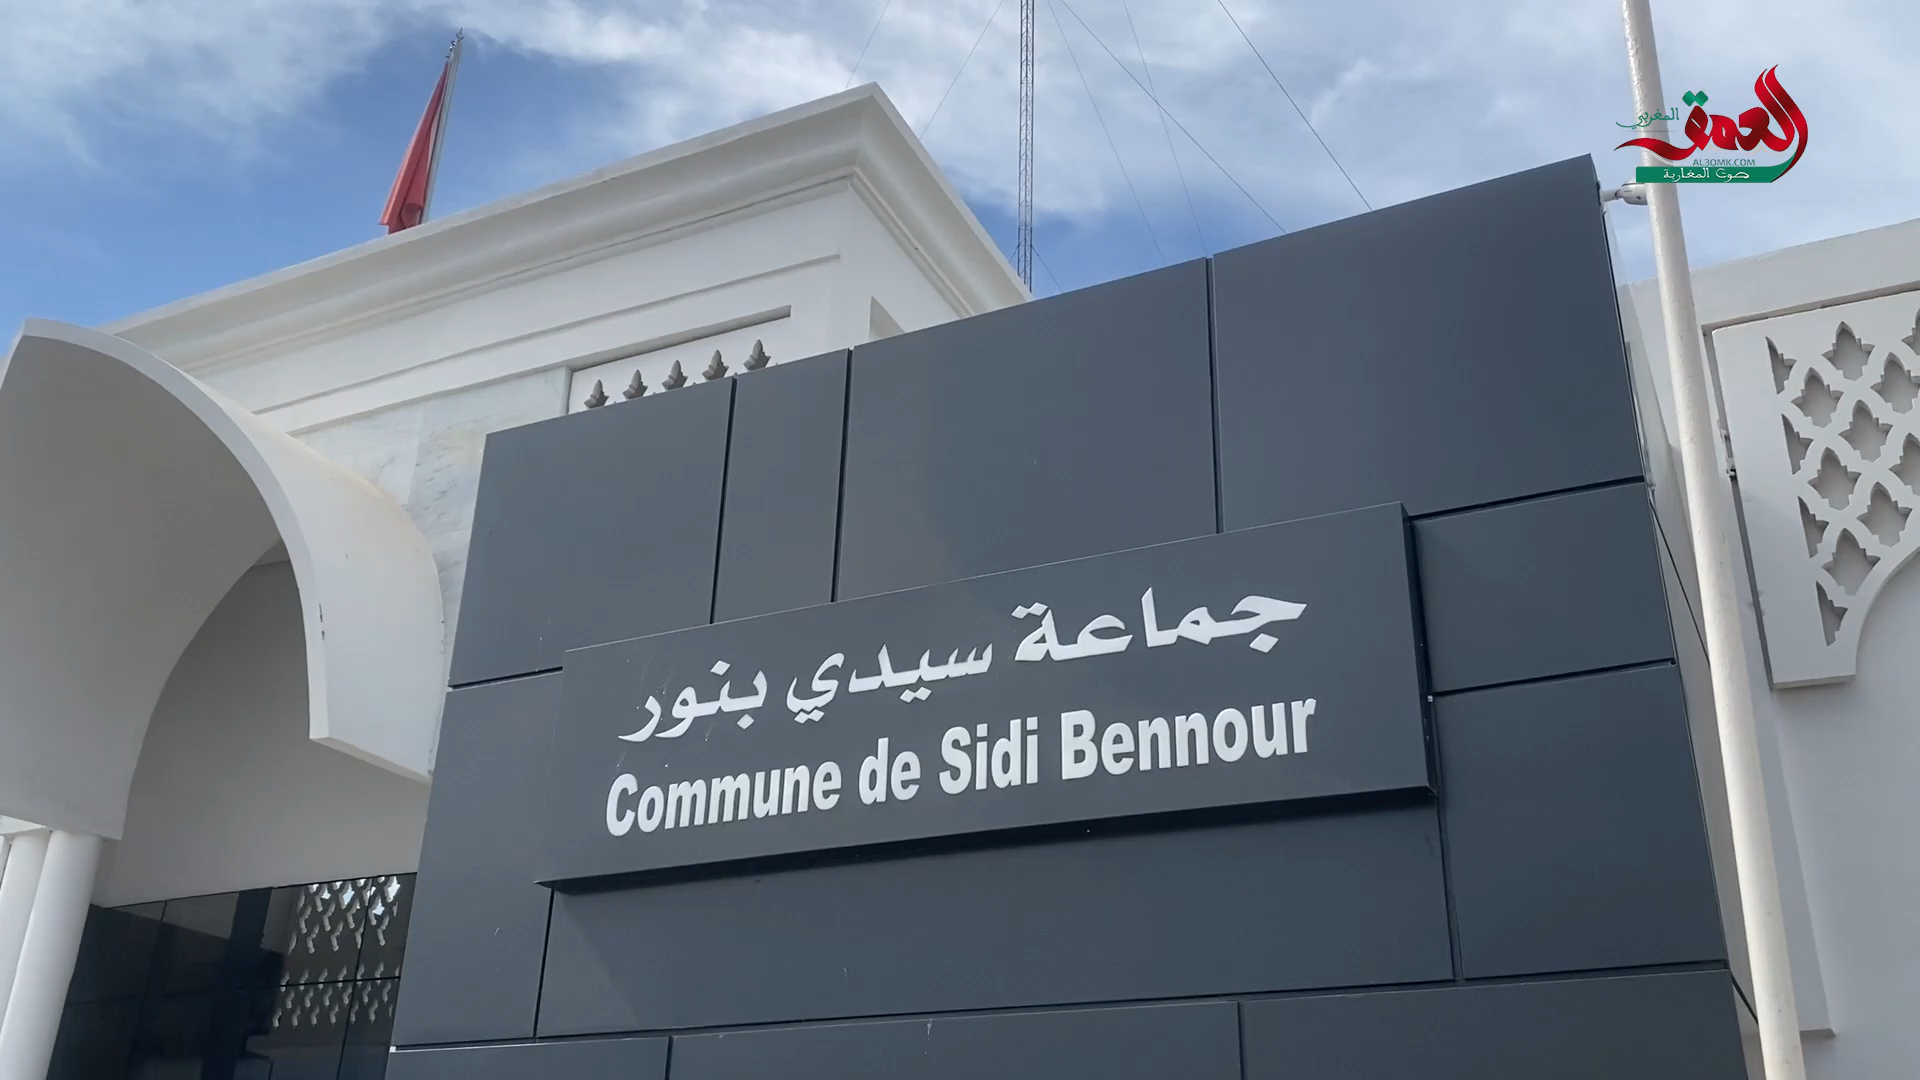 العمق
المغربي
AL3OMK.COM
صوت المغاربة
جماعة سيدي بنور
Commune de Sidi Bennour